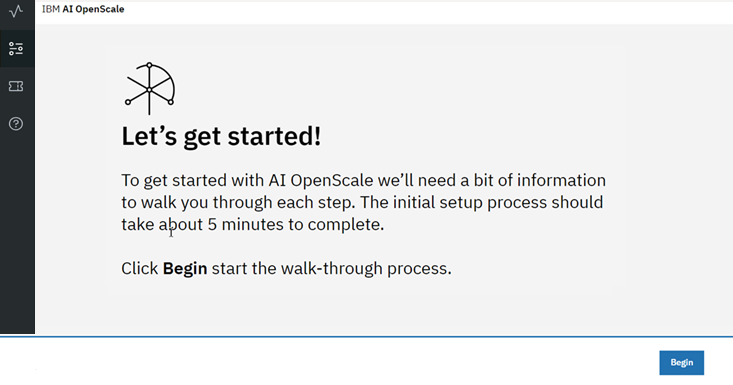 IBM AI OpenScale
Let's get started!
To get started with AI OpenScale we'll need a bit of information
to walk you through each step. The initial setup process should
take about 5 minutes to complete.
Click Begin start the walk-through process.
Begin